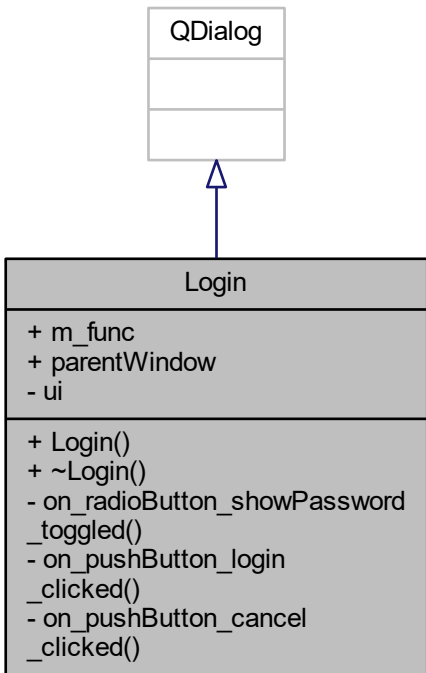 QDialog
Login
+ m_func
+ parentWindow
- ui
+ Login()
+ ~Login()
- on_radioButton_showPassword
_toggled()
- on_pushButton_login
_clicked()
- on_pushButton_cancel
_clicked()